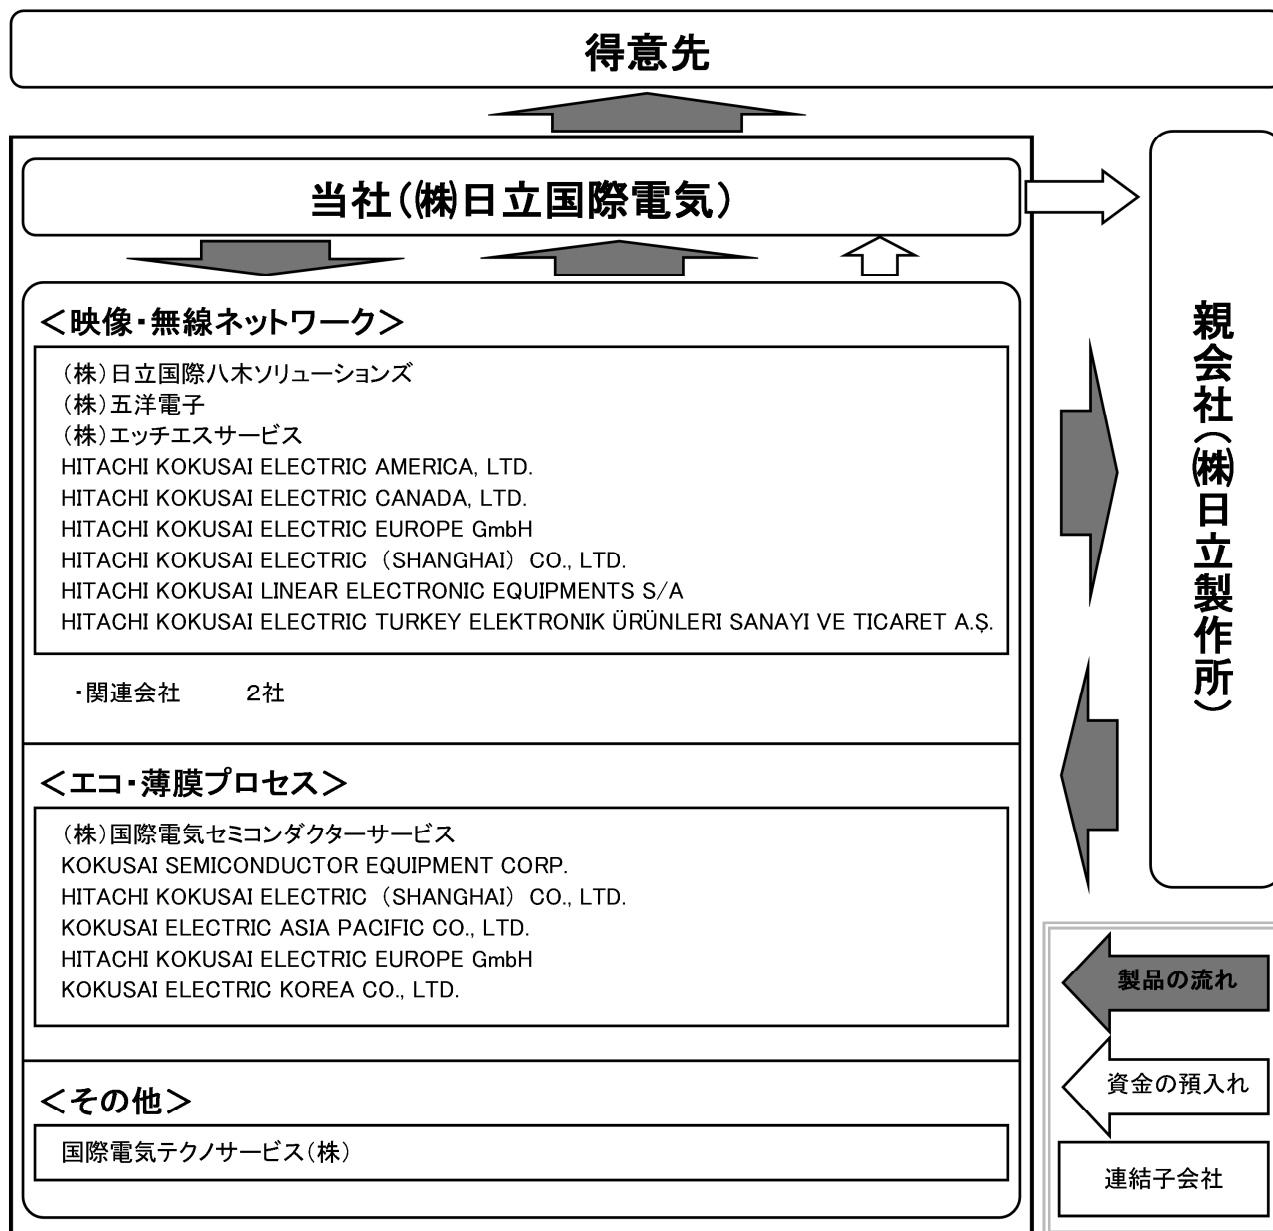 得意先
当社(㈱日立国際電気)
<映像・無線ネットワーク>
(株)日立国際八木ソリューションズ
(株)五洋電子
(株)エッチエスサービス
HITACHI KOKUSAI ELECTRIC AMERICA, LTD.
HITACHI KOKUSAI ELECTRIC CANADA, LTD.
HITACHI KOKUSAI ELECTRIC EUROPE GmbH
HITACHI KOKUSAI ELECTRIC (SHANGHAI) CO., LTD.
HITACHI KOKUSAI LINEAR ELECTRONIC EQUIPMENTS S/A
HITACHI KOKUSAI ELECTRIC TURKEY ELEKTRONIK ÜRÜNLERI SANAYI VE TICARET A.Ş.
・関連会社 2社
<エコ・薄膜プロセス>
(株)国際電気セミコンダクターサービス
KOKUSAI SEMICONDUCTOR EQUIPMENT CORP.
HITACHI KOKUSAI ELECTRIC (SHANGHAI) CO., LTD.
KOKUSAI ELECTRIC ASIA PACIFIC CO., LTD.
HITACHI KOKUSAI ELECTRIC EUROPE GmbH
KOKUSAI ELECTRIC KOREA CO., LTD.
<その他>
国際電気テクノサービス(株)
親会社(㈱日立製作所)
製品の流れ
資金の預入れ
連結子会社